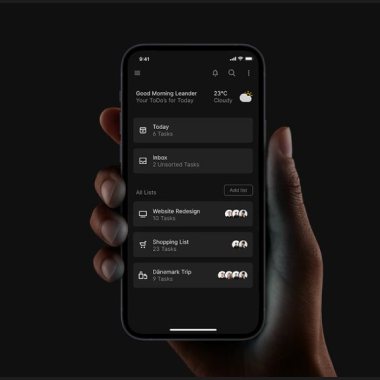 9:41
Good Morning Leander
Your ToDo's for Today
23°C
Cloudy
Today
6 Tasks
Inbox
2 Unsorted Tasks
All Lists
Add list
Website Redesign
10 Tasks
Shopping List
23 Tasks
Dänemark Trip
9 Tasks